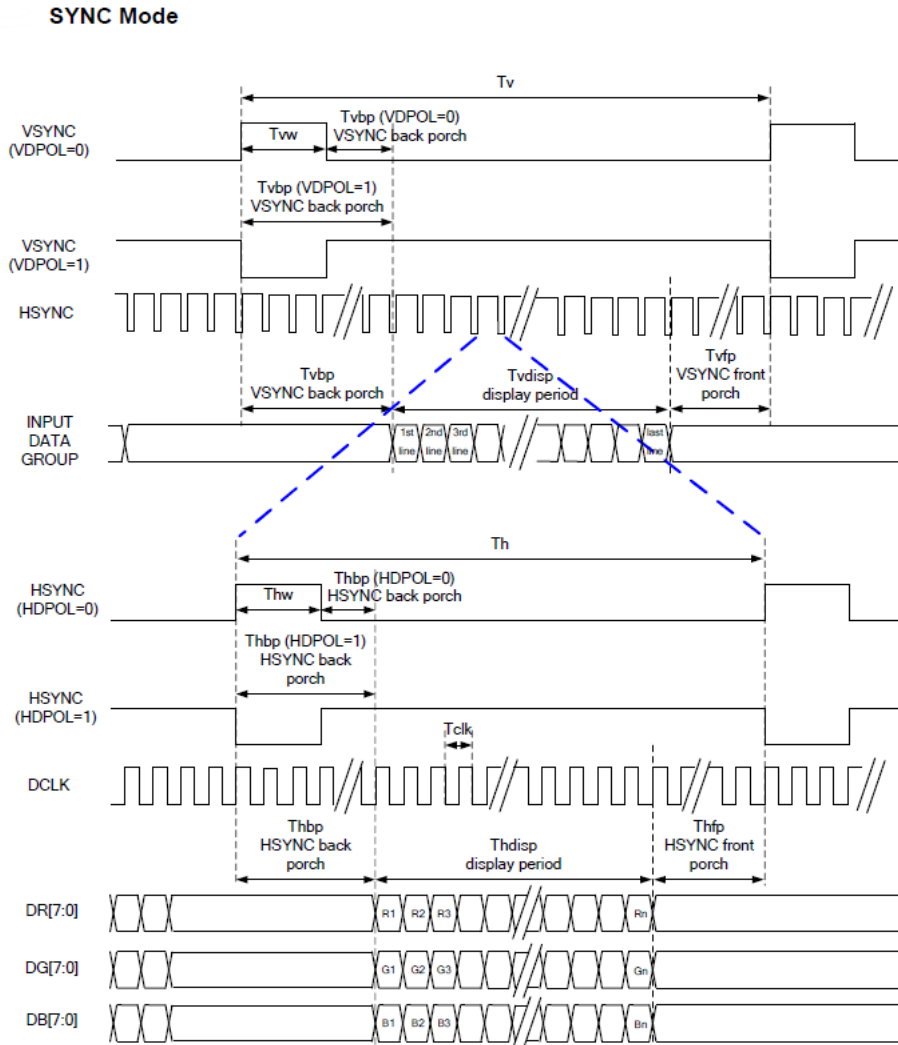 SYNC Mode
Tv
VSYNC
(VDPOL=0)
Tvw
Tvbp (VDPOL=0)
VSYNC back porch
Tvbp (VDPOL=1)
VSYNC back porch
VSYNC
(VDPOL=1)
HSYNC
Tvbp
VSYNC back porch
Tvdisp
display period
Tvfp
VSYNC front
porch
INPUT
DATA
GROUP
1st
line
2nd
line
3rd
line
last
line
Th
HSYNC
(HDPOL=0)
Thw
Thbp (HDPOL=0)
HSYNC back porch
Thbp (HDPOL=1)
HSYNC back
porch
HSYNC
(HDPOL=1)
Tclk
DCLK
Thbp
HSYNC back
porch
Thdisp
display period
Thfp
HSYNC front
porch
DR[7:0]
R1 R2 R3 Rn
DG[7:0]
G1 G2 G3 Gn
DB[7:0]
B1 B2 B3 Bn